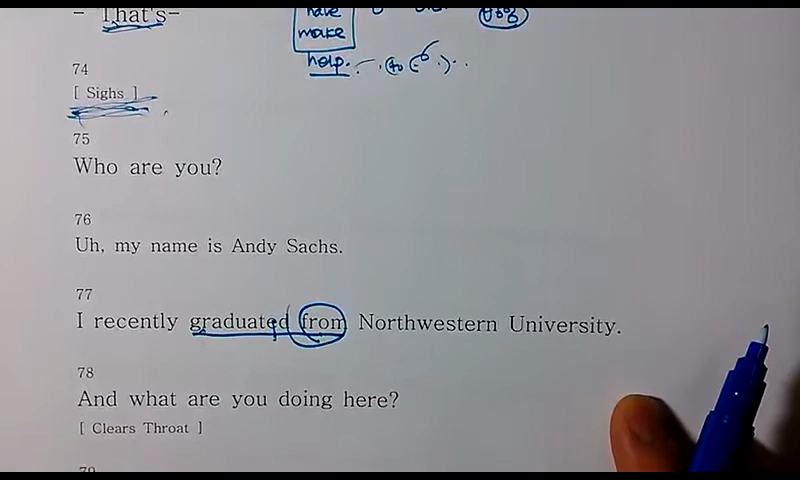 - That's-
have
make
help.
74
[ Sighs ]
75
Who are you?
76
Uh, my name is Andy Sachs.
77
I recently graduated from Northwestern University.
78
And what are you doing here?
[ Clears Throat ]
79